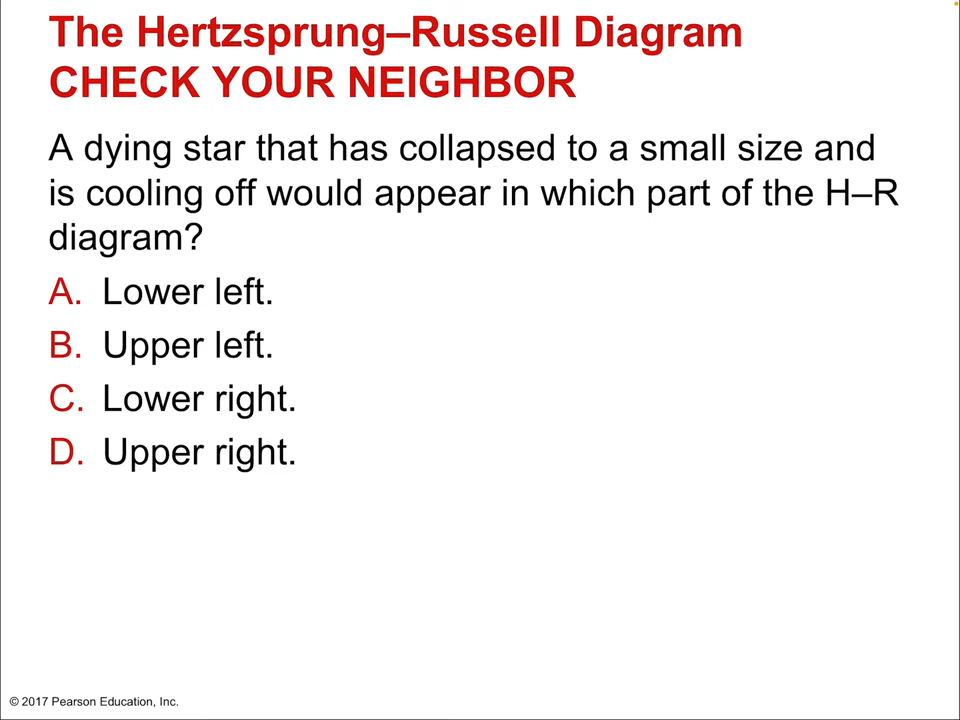 The Hertzsprung–Russell Diagram
CHECK YOUR NEIGHBOR
A dying star that has collapsed to a small size and
is cooling off would appear in which part of the H–R
diagram?
A. Lower left.
B. Upper left.
C. Lower right.
D. Upper right.
© 2017 Pearson Education, Inc.